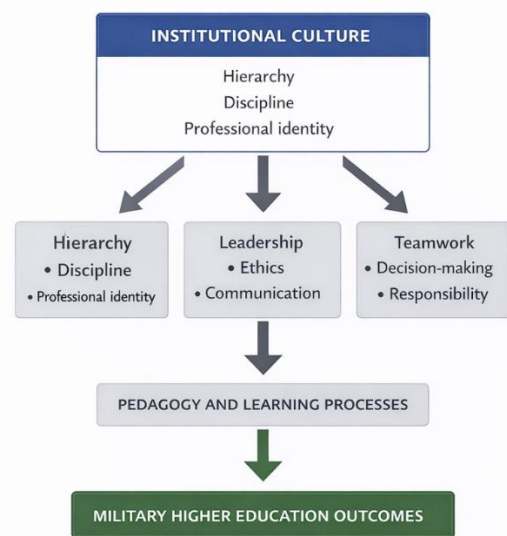 INSTITUTIONAL CULTURE
Hierarchy
Discipline
Professional identity
Hierarchy
• Discipline
• Professional identity
Leadership
• Ethics
• Communication
Teamwork
• Decision-making
• Responsibility
PEDAGOGY AND LEARNING PROCESSES
MILITARY HIGHER EDUCATION OUTCOMES